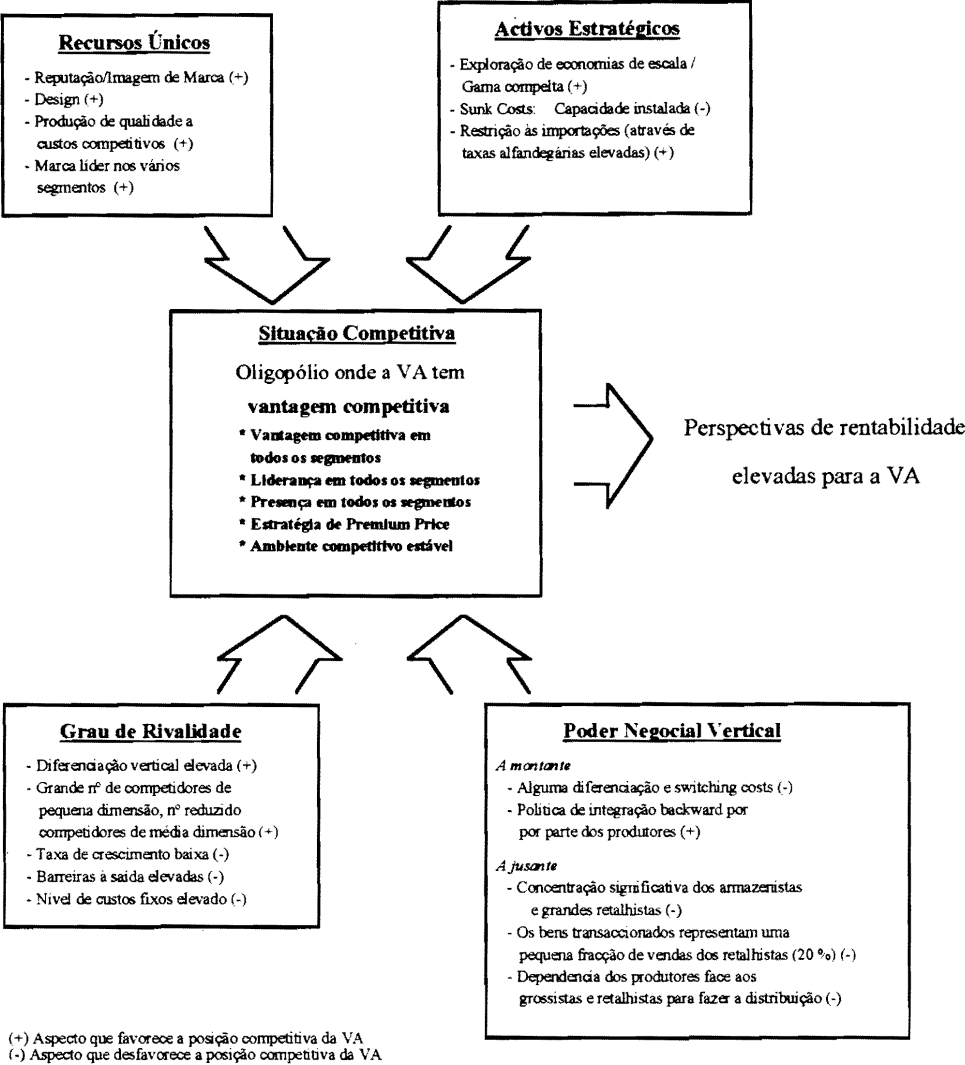 Recursos Únicos
- Reputação/Imagem de Marca (+)
- Design (+)
- Produção de qualidade a
custos competitivos (+)
- Marca líder nos vários
segmentos (+)
Activos Estratégicos
- Exploração de economias de escala /
Gama compelta (+)
- Sunk Costs: Capacidade instalada (-)
- Restrição às importações (através de
taxas alfandegárias elevadas) (+)
Situação Competitiva
Oligopólio onde a VA tem
vantagem competitiva
* Vantagem competitiva em
todos os segmentos
* Liderança em todos os segmentos
* Presença em todos os segmentos
* Estratégia de Premium Price
* Ambiente competitivo estável
Perspectivas de rentabilidade
elevadas para a VA
Grau de Rivalidade
- Diferenciação vertical elevada (+)
- Grande nº de competidores de
pequena dimensão, nº reduzido
competidores de média dimensão (+)
- Taxa de crescimento baixa (-)
- Barreiras à saída elevadas (-)
- Nível de custos fixos elevado (-)
Poder Negocial Vertical
A montante
- Alguma diferenciação e switching costs (-)
- Política de integração backward por
por parte dos produtores (+)
A jusante
- Concentração significativa dos armazenistas
e grandes retalhistas (-)
- Os bens transaccionados representam uma
pequena fracção de vendas dos retalhistas (20 %) (-)
- Dependência dos produtores face aos
grossistas e retalhistas para fazer a distribuição (-)
(+) Aspecto que favorece a posição competitiva da VA
(-) Aspecto que desfavorece a posição competitiva da VA